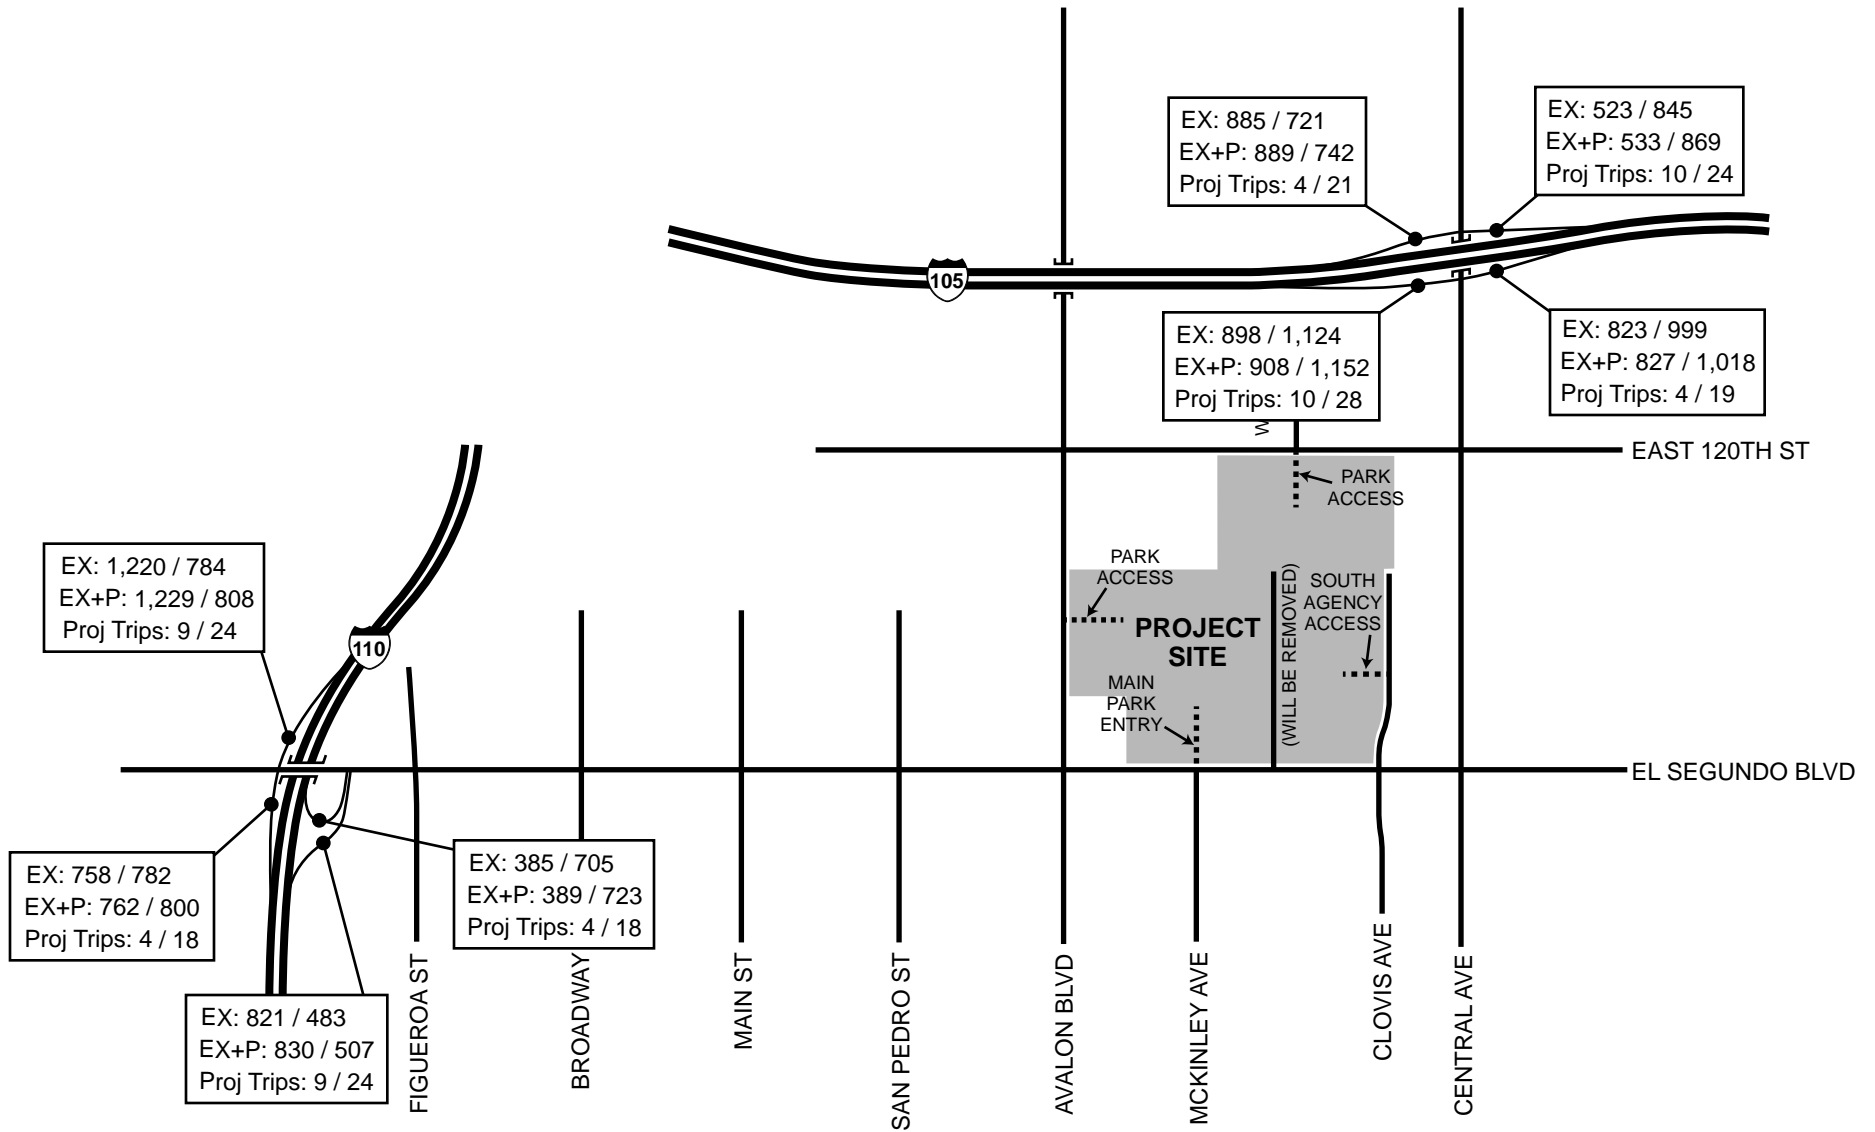 EX: 885 / 721
EX+P: 889 / 742
Proj Trips: 4 / 21
EX: 523 / 845
EX+P: 533 / 869
Proj Trips: 10 / 24
105
EX: 898 / 1,124
EX+P: 908 / 1,152
Proj Trips: 10 / 28
EX: 823 / 999
EX+P: 827 / 1,018
Proj Trips: 4 / 19
EAST 120TH ST
PARK
ACCESS
EX: 1,220 / 784
EX+P: 1,229 / 808
Proj Trips: 9 / 24
110
PARK
ACCESS
PROJECT
SITE
(WILL BE REMOVED)
SOUTH
AGENCY
ACCESS
MAIN
PARK
ENTRY
EL SEGUNDO BLVD
EX: 758 / 782
EX+P: 762 / 800
Proj Trips: 4 / 18
EX: 385 / 705
EX+P: 389 / 723
Proj Trips: 4 / 18
EX: 821 / 483
EX+P: 830 / 507
Proj Trips: 9 / 24
FIGUEROA ST
BROADWAY
MAIN ST
SAN PEDRO ST
AVALON BLVD
MCKINLEY AVE
CLOVIS AVE
CENTRAL AVE